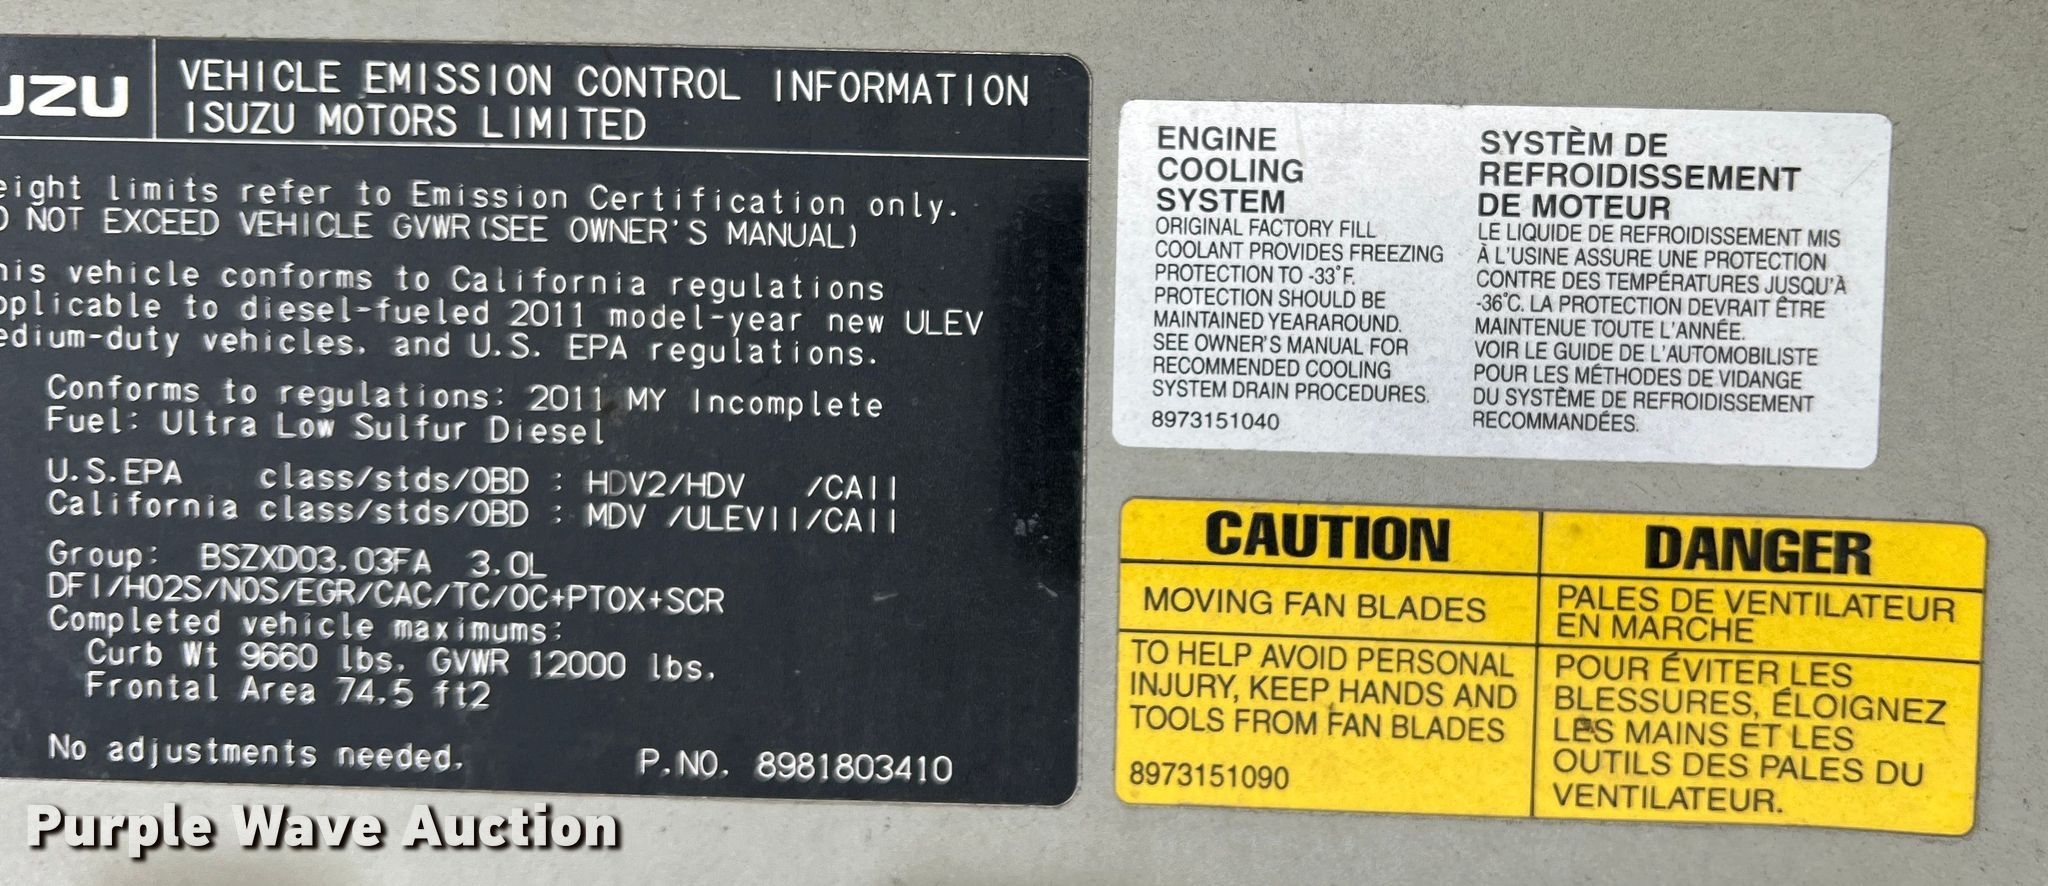 UZU
VEHICLE EMISSION CONTROL INFORMATION
ISUZU MOTORS LIMITED
eight limits refer to Emission Certification only.
O NOT EXCEED VEHICLE GVWR (SEE OWNER'S MANUAL)
his vehicle conforms to California regulations
pplicable to diesel-fueled 2011 model-year new ULEV
edium-duty vehicles. and U.S. EPA regulations.
Conforms to regulations: 2011 MY Incomplete
Fuel: Ultra Low Sulfur Diesel
U.S.EPA class/stds/OBD : HDV2/HDV /CAII
California class/stds/OBD : MDV /ULEVII/CAII
Group: BSZXD03.03FA 3.0L
DFI/HO2S/NOS/EGR/CAC/TC/OC+PTOX+SCR
Completed vehicle maximums:
Curb Wt 9660 lbs. GVWR 12000 lbs.
Frontal Area 74.5 ft2
No adjustments needed.
P.NO. 8981803410
ENGINE
COOLING
SYSTEM
ORIGINAL FACTORY FILL
COOLANT PROVIDES FREEZING
PROTECTION TO -33°F.
PROTECTION SHOULD BE
MAINTAINED YEARAROUND.
SEE OWNER'S MANUAL FOR
RECOMMENDED COOLING
SYSTEM DRAIN PROCEDURES.
8973151040
SYSTÈM DE
REFROIDISSEMENT
DE MOTEUR
LE LIQUIDE DE REFROIDISSEMENT MIS
À L'USINE ASSURE UNE PROTECTION
CONTRE DES TEMPÉRATURES JUSQU'À
-36°C. LA PROTECTION DEVRAIT ÊTRE
MAINTENUE TOUTE L'ANNÉE.
VOIR LE GUIDE DE L'AUTOMOBILISTE
POUR LES MÉTHODES DE VIDANGE
DU SYSTÈME DE REFROIDISSEMENT
RECOMMANDÉES.
CAUTION
MOVING FAN BLADES
TO HELP AVOID PERSONAL
INJURY, KEEP HANDS AND
TOOLS FROM FAN BLADES
8973151090
DANGER
PALES DE VENTILATEUR
EN MARCHE
POUR ÉVITER LES
BLESSURES, ÉLOIGNEZ
LES MAINS ET LES
OUTILS DES PALES DU
VENTILATEUR.
Purple Wave Auction